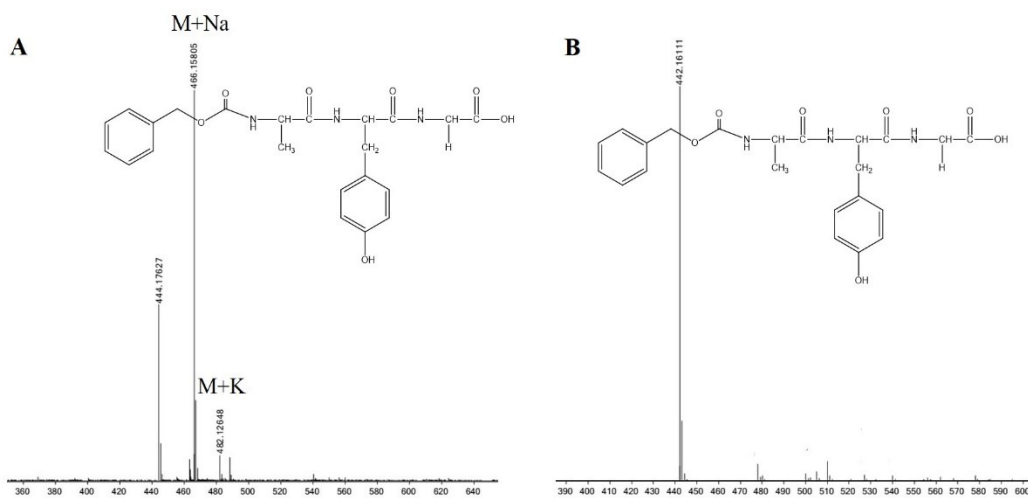 A
M+Na
466.15805
O
O
N
H
CH
CH₃
C
O
N
H
CH
CH₂
OH
C
O
N
H
CH
H
C
O
OH
444.17627
M+K
482.12648
360 380 400 420 440 460 480 500 520 540 560 580 600 620 640
B
442.16111
O
O
N
H
CH
CH₃
C
O
N
H
CH
CH₂
OH
C
O
N
H
CH
H
C
O
OH
390 400 410 420 430 440 450 460 470 480 490 500 510 520 530 540 550 560 570 580 590 600